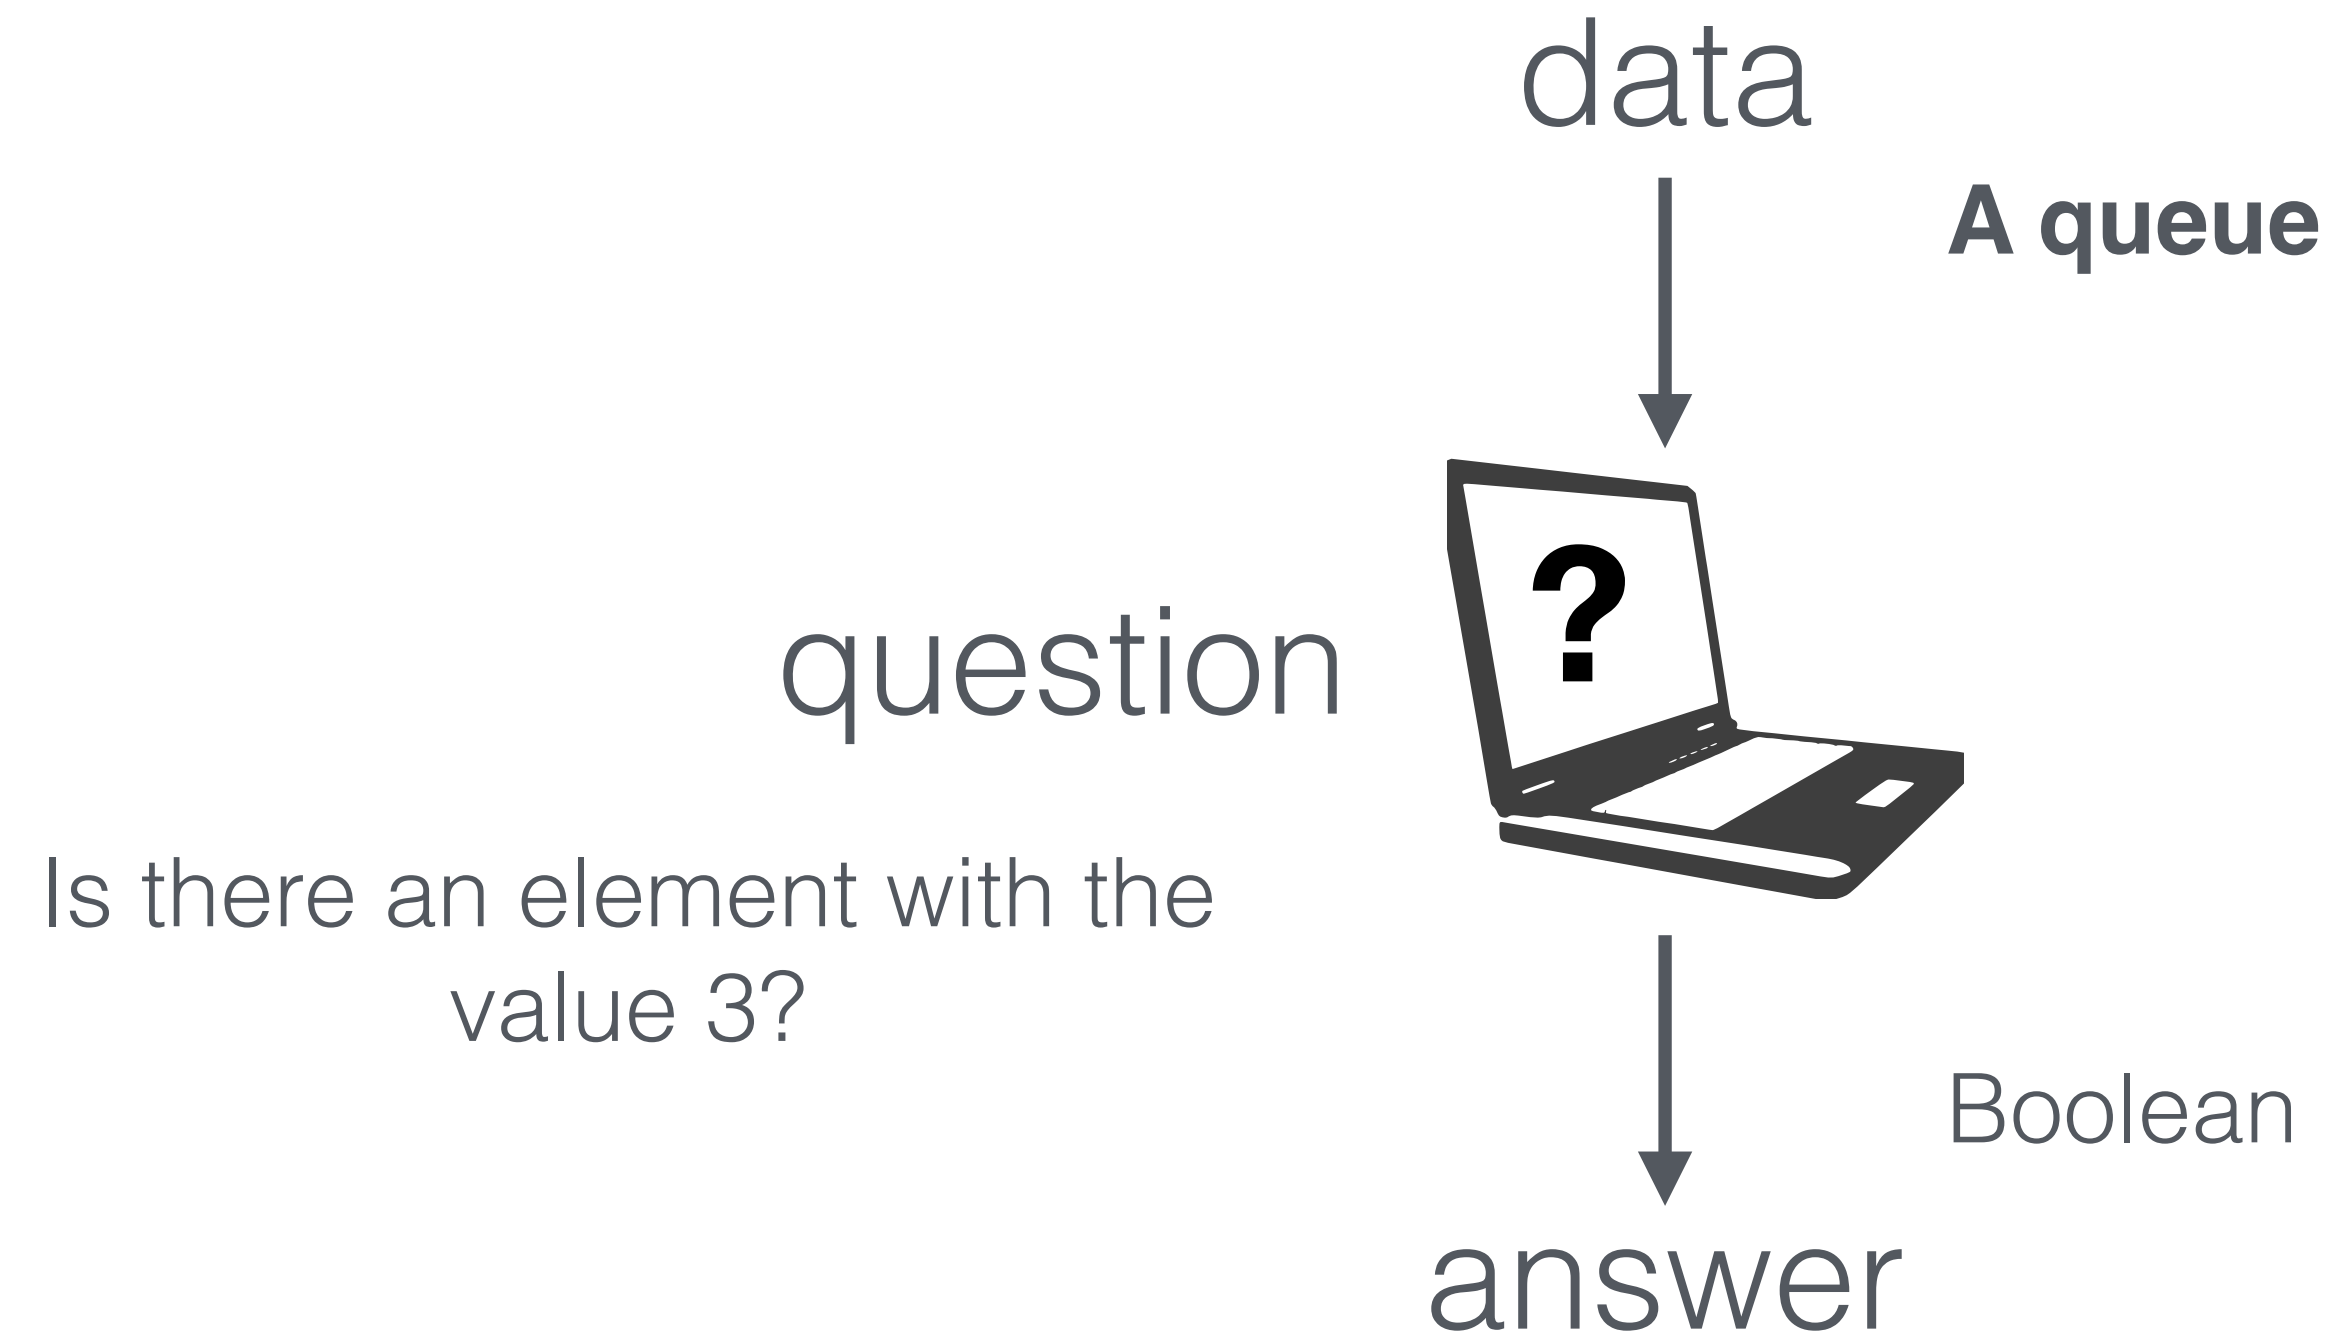 data
A queue
?
question
Is there an element with the
value 3?
Boolean
answer